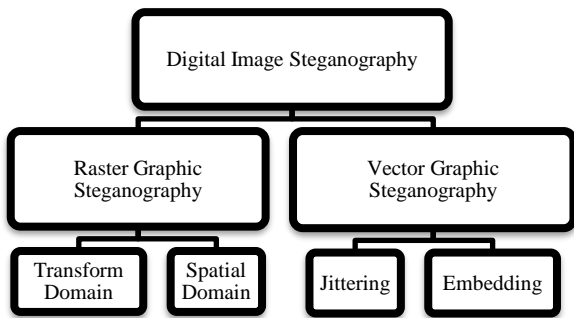 Digital Image Steganography
Raster Graphic
Steganography
Vector Graphic
Steganography
Transform
Domain
Spatial
Domain
Jittering
Embedding